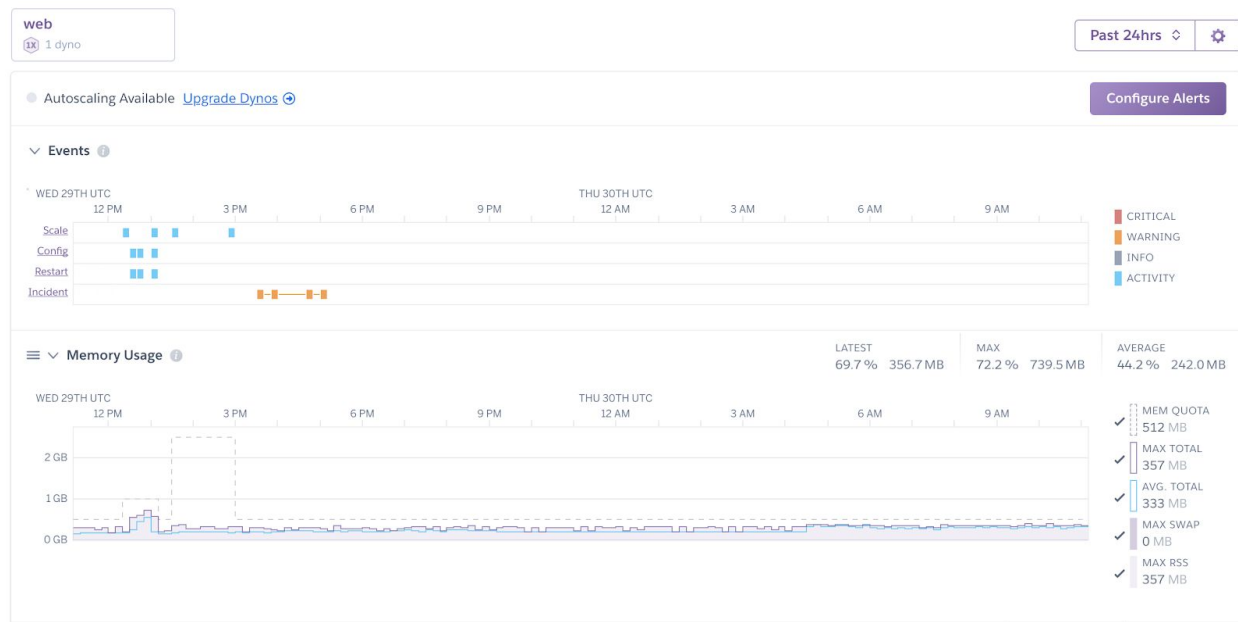 web
1X 1 dyno
Past 24hrs
Autoscaling Available Upgrade Dynos
Configure Alerts
Events
WED 29TH UTC THU 30TH UTC
12 PM 3 PM 6 PM 9 PM 12 AM 3 AM 6 AM 9 AM
Scale
Config
Restart
Incident
CRITICAL
WARNING
INFO
ACTIVITY
Memory Usage
LATEST MAX AVERAGE
69.7 % 356.7 MB 72.2 % 739.5 MB 44.2 % 242.0 MB
WED 29TH UTC THU 30TH UTC
12 PM 3 PM 6 PM 9 PM 12 AM 3 AM 6 AM 9 AM
2 GB
1 GB
0 GB
MEM QUOTA
512 MB
MAX TOTAL
357 MB
AVG. TOTAL
333 MB
MAX SWAP
0 MB
MAX RSS
357 MB